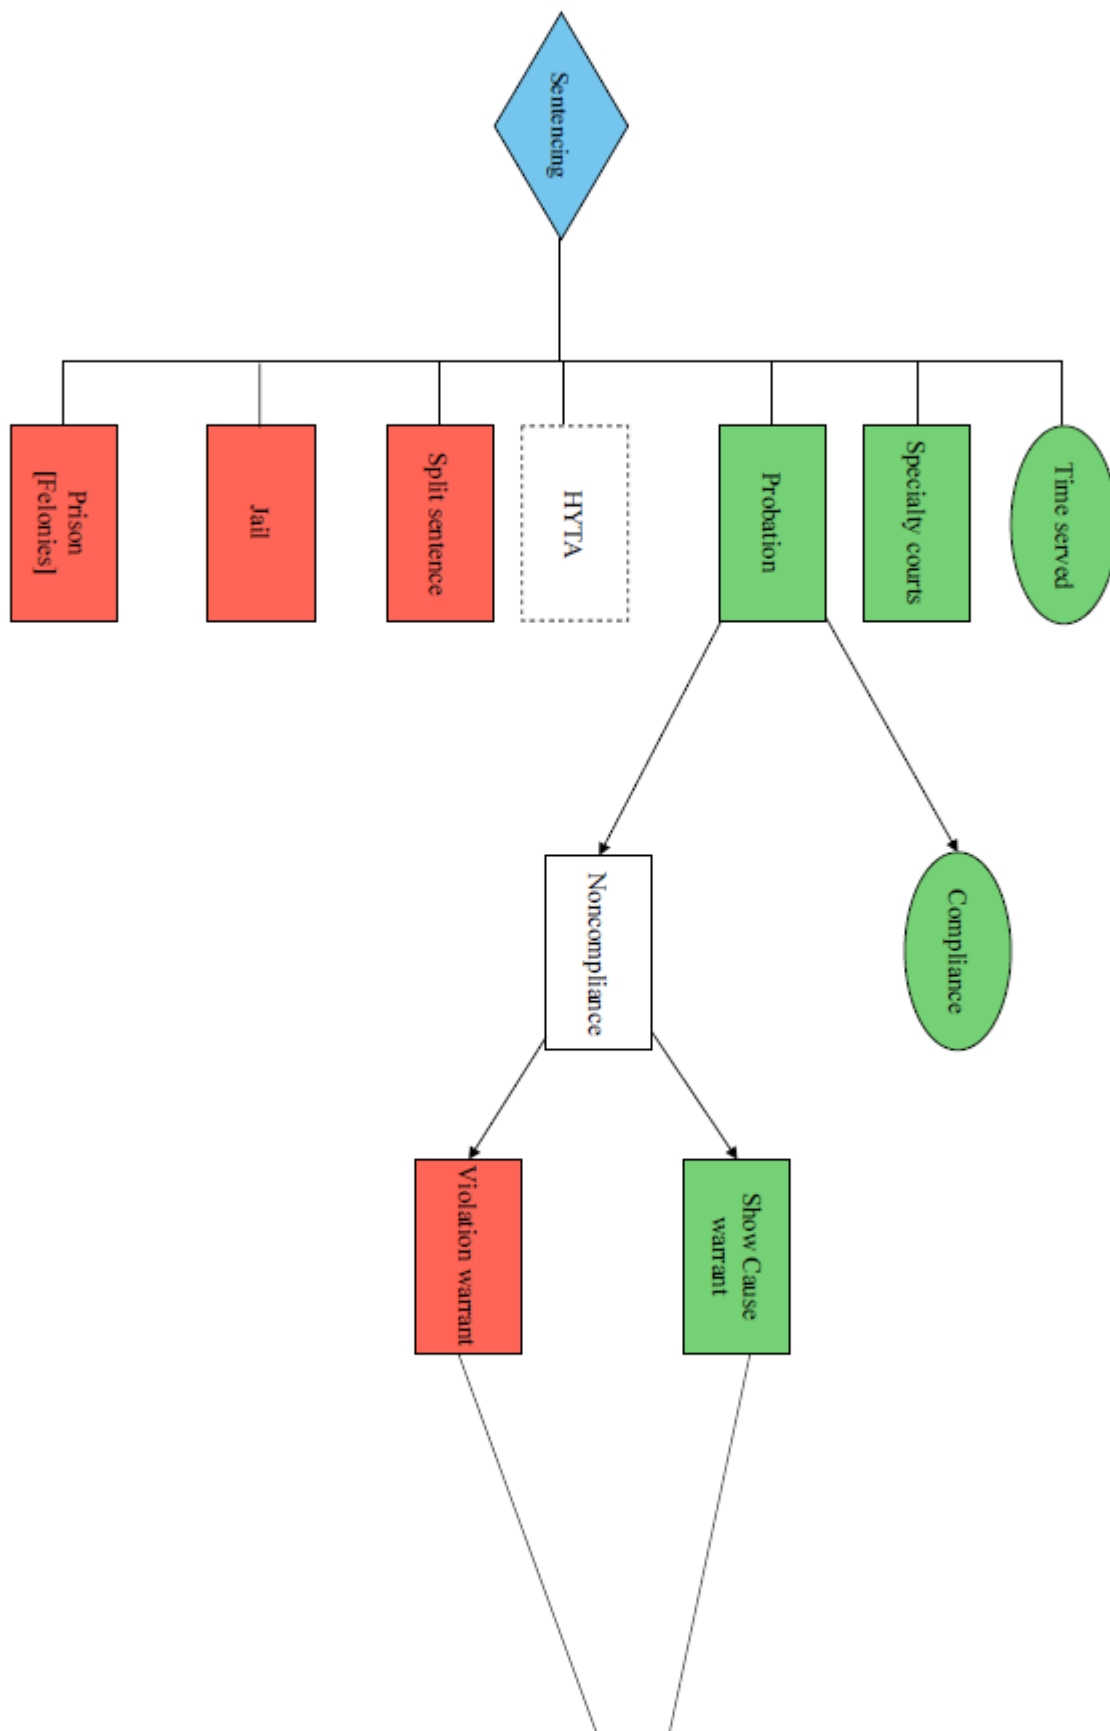 Sentencing
Time served
Specialty courts
Probation
HYTA
Split sentence
Jail
Prison
[Felonies]
Compliance
Noncompliance
Show Cause
warrant
Violation warrant